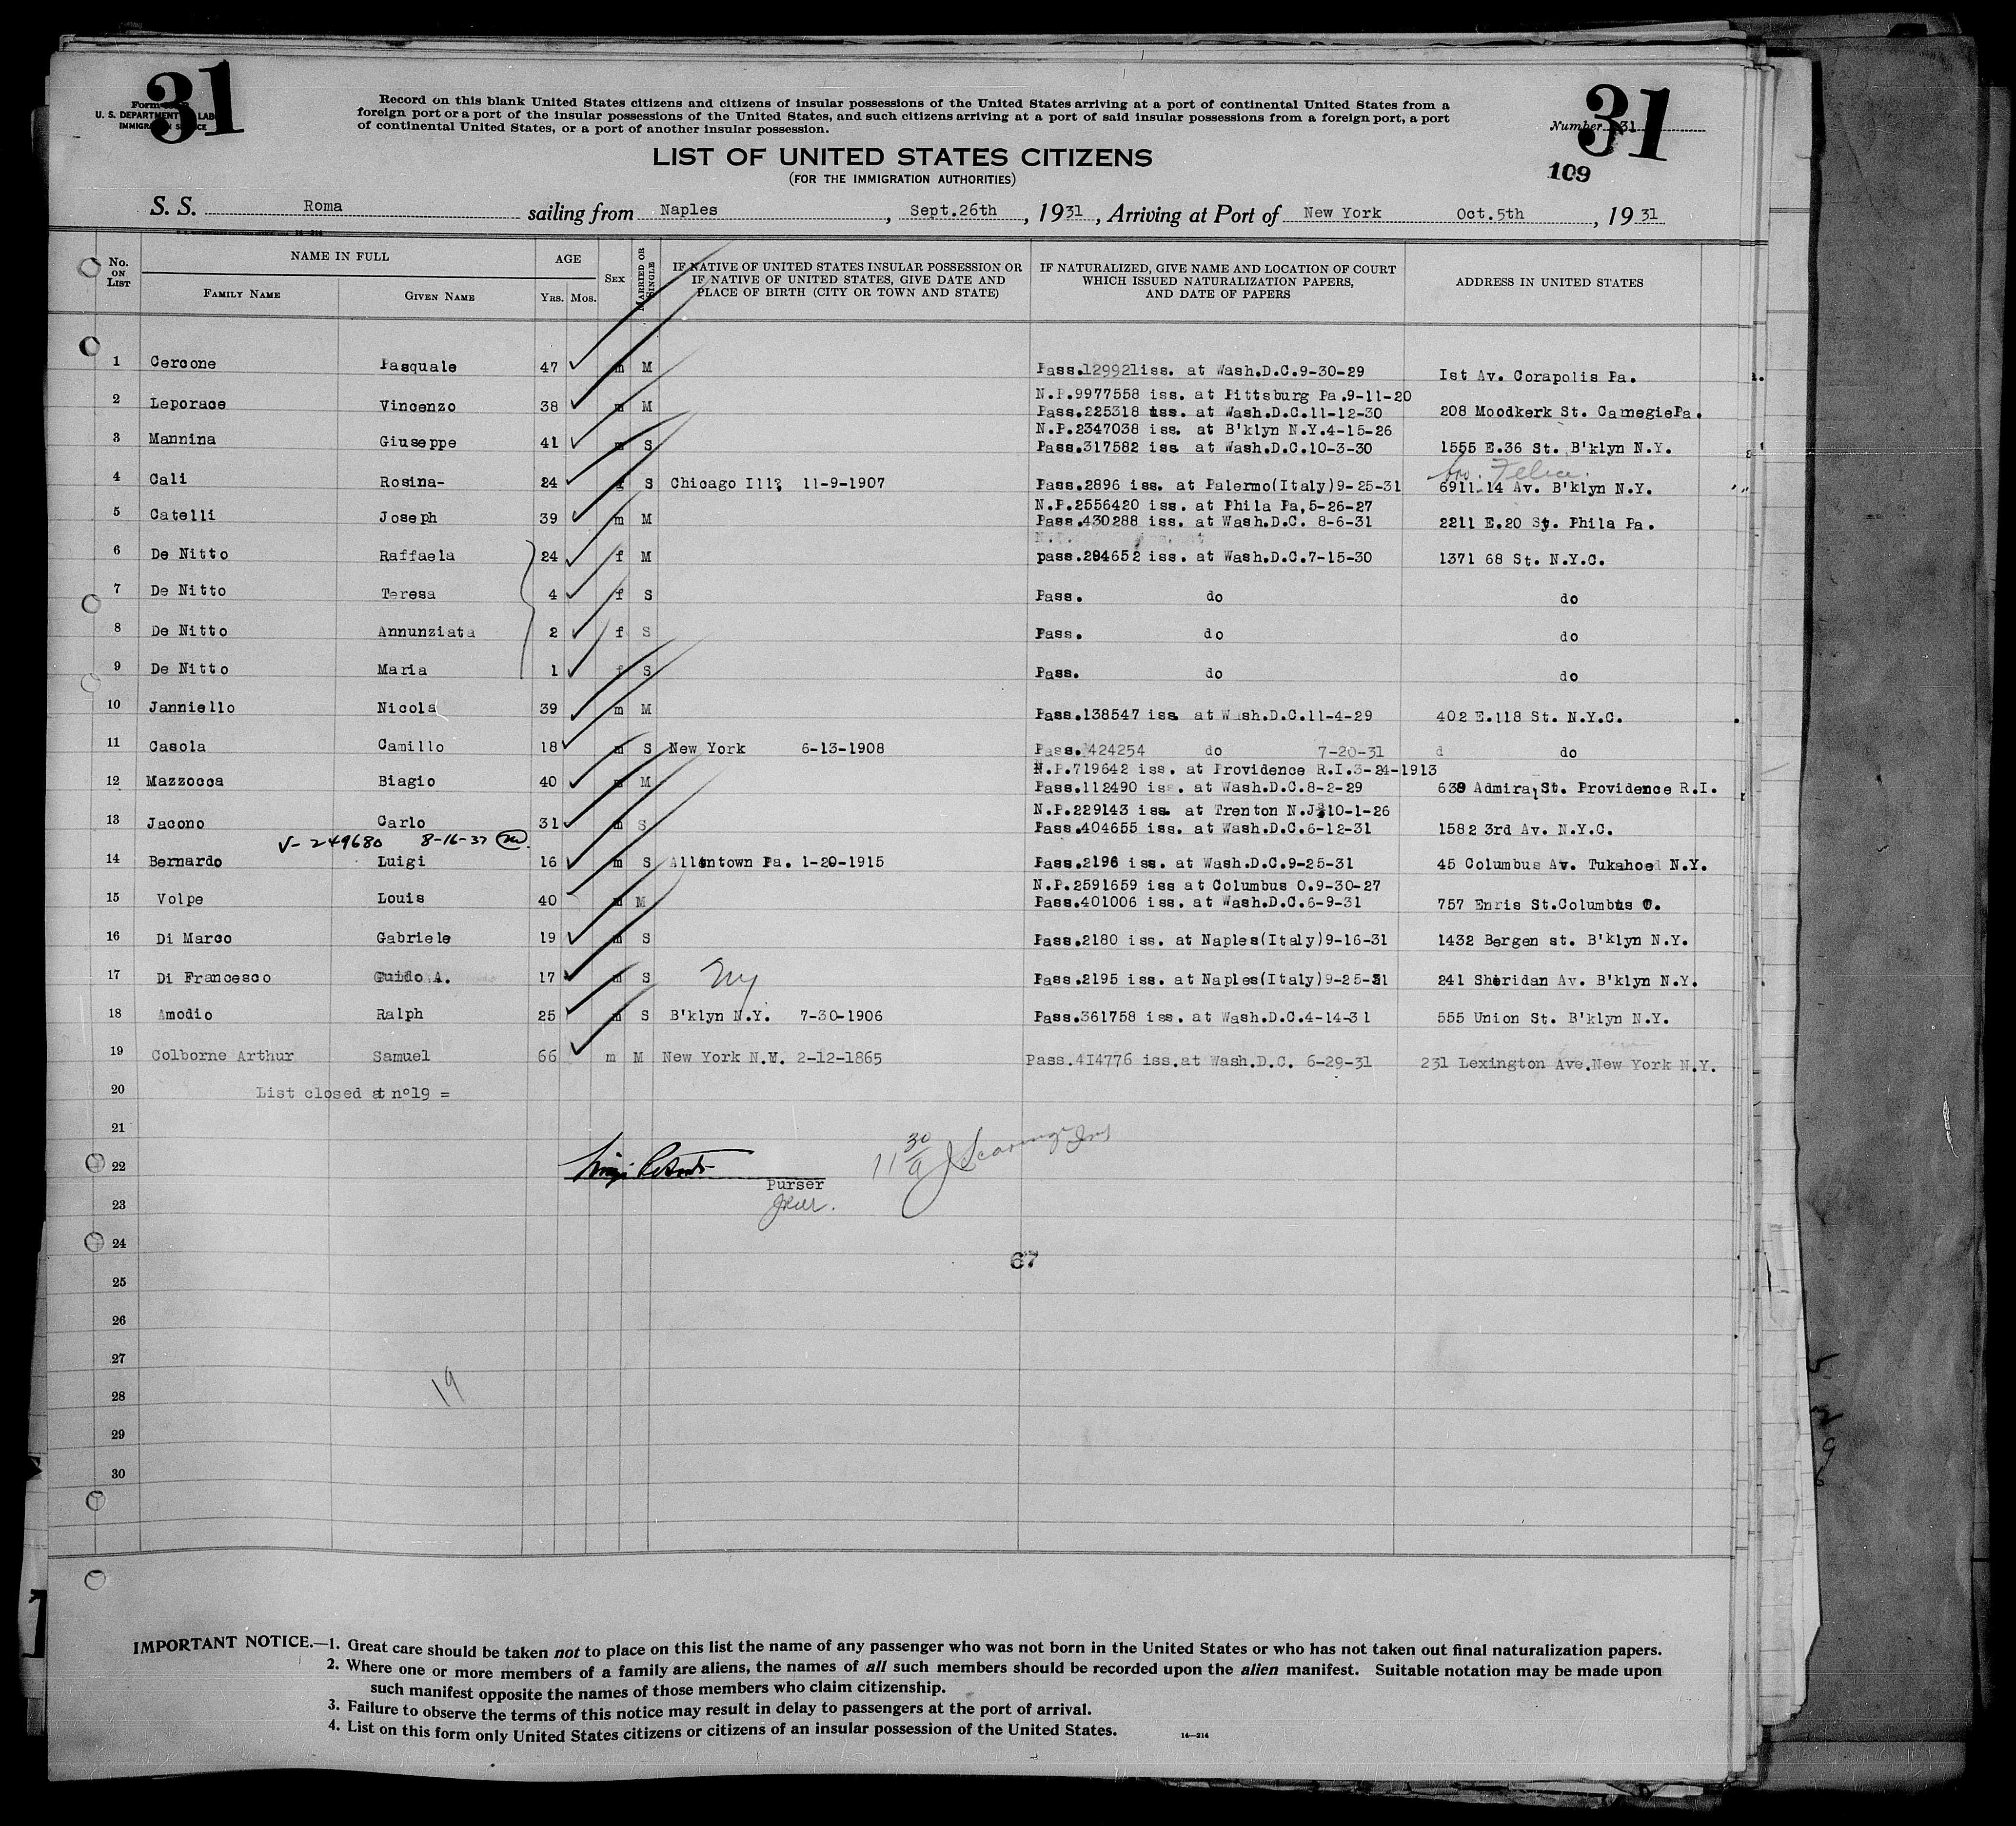 31
31
Form
U. S. DEPARTMENT LABOR
IMMIGRATION SERVICE
Record on this blank United States citizens and citizens of insular possessions of the United States arriving at a port of continental United States from a
foreign port or a port of the insular possessions of the United States, and such citizens arriving at a port of said insular possessions from a foreign port, a port
of continental United States, or a port of another insular possession.
Number 31
109
LIST OF UNITED STATES CITIZENS
(FOR THE IMMIGRATION AUTHORITIES)
S. S. Roma sailing from Naples, Sept.26th, 1931, Arriving at Port of New York Oct.5th, 1931
No. ON LIST NAME IN FULL AGE SEX MARRIED OR SINGLE IF NATIVE OF UNITED STATES INSULAR POSSESSION OR IF NATIVE OF UNITED STATES, GIVE DATE AND PLACE OF BIRTH (CITY OR TOWN AND STATE) IF NATURALIZED, GIVE NAME AND LOCATION OF COURT WHICH ISSUED NATURALIZATION PAPERS, AND DATE OF PAPERS ADDRESS IN UNITED STATES
FAMILY NAME GIVEN NAME YRS. MOS.
1 Cercone Pasquale 47 m M Pass.129921iss. at Wash.D.C.9-30-29 Ist Av. Corapolis Pa.
N.P.9977558 iss. at Pittsburg Pa.9-11-20
2 Leporace Vincenzo 38 m M Pass.225318 iss. at Wash.D.C.11-12-30 208 Moodkerk St. CarnegiePa.
N.P.2347038 iss. at B'klyn N.Y.4-15-26
3 Mannina Giuseppe 41 m S Pass.317582 iss at Wash.D.C.10-3-30 1555 E.36 St. B'klyn N.Y.
Felice
4 Cali Rosina- 24 f S Chicago Ill? 11-9-1907 Pass.2896 iss. at Palermo(Italy)9-25-31 6911-14 Av. B'klyn N.Y.
N.P.2556420 iss. at Phila Pa,5-26-27
5 Catelli Joseph 39 m M Pass.430288 iss. at Wash.D.C. 8-6-31 2211 E.20 St. Phila Pa.
6 De Nitto Raffaela 24 f M pass.294652 iss. at Wash.D.C.7-15-30 1371 68 St. N.Y.C.
7 De Nitto Teresa 4 f S Pass. do do
8 De Nitto Annunziata 2 f S Pass. do do
9 De Nitto Maria 1 f S Pass. do do
10 Janniello Nicola 39 m M Pass.138547 iss at Wash.D.C.11-4-29 402 E.118 St. N.Y.C.
11 Casola Camillo 18 m S New York 6-13-1908 Pass. 424254 do 7-20-31 d do
N.P.719642 iss. at Providence R.I.3-24-1913
12 Mazzocca Biagio 40 m M Pass.112490 iss. at Wash.D.C.8-2-29 639 Admiral St. Providence R.I.
N.P.229143 iss at Trenton N.J.10-1-26
13 Jacono Carlo 31 m S Pass.404655 iss. at Wash.D.C.6-12-31 1582 3rd Av. N.Y.C.
V- 249680 8-16-37
14 Bernardo Luigi 16 m S Allentown Pa. 1-20-1915 Pass.2196 iss. at Wash.D.C.9-25-31 45 Columbus Av. Tukahoe N.Y.
N.P.2591659 iss at Columbus O.9-30-27
15 Volpe Louis 40 m M Pass.401006 iss. at Wash.D.C.6-9-31 757 Enris St.Columbus O.
16 Di Marco Gabriele 19 m S Pass.2180 iss. at Naples(Italy)9-16-31 1432 Bergen st. B'klyn N.Y.
17 Di Francesco Guido A. 17 m S NY Pass.2195 iss. at Naples(Italy)9-25-31 241 Sheridan Av. B'klyn N.Y.
18 Amodio Ralph 25 m S B'klyn N.Y. 7-30-1906 Pass.361758 iss. at Wash.D.C.4-14-31 555 Union St. B'klyn N.Y.
19 Colborne Arthur Samuel 66 m M New York N.Y. 2-12-1865 Pass.4I4776 iss.at Wash.D.C. 6-29-31 231 Lexington Ave.New York N.Y.
20 List closed at nº19 =
21
22
Purser
23
24
67
25
26
27
28 19
29
30
IMPORTANT NOTICE.—1. Great care should be taken not to place on this list the name of any passenger who was not born in the United States or who has not taken out final naturalization papers.
2. Where one or more members of a family are aliens, the names of all such members should be recorded upon the alien manifest. Suitable notation may be made upon
such manifest opposite the names of those members who claim citizenship.
3. Failure to observe the terms of this notice may result in delay to passengers at the port of arrival.
4. List on this form only United States citizens or citizens of an insular possession of the United States.
14—214